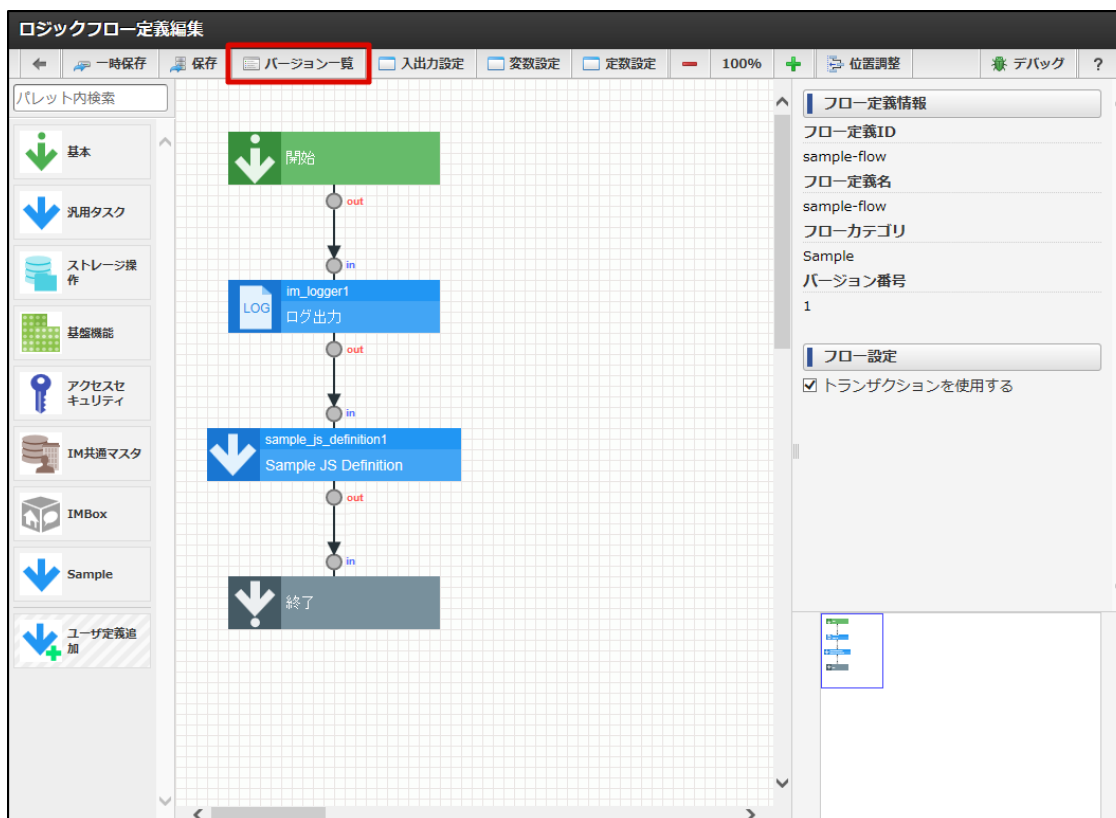 ロジックフロー定義編集
一時保存 保存 バージョン一覧 入出力設定 変数設定 定数設定 100% 位置調整 デバッグ ?
パレット内検索
基本
汎用タスク
ストレージ操
作
基盤機能
アクセスセ
キュリティ
IM共通マスタ
IMBox
Sample
ユーザ定義追
加
開始
out
in
im_logger1
LOG
ログ出力
out
in
sample_js_definition1
Sample JS Definition
out
in
終了
フロー定義情報
フロー定義ID
sample-flow
フロー定義名
sample-flow
フローカテゴリ
Sample
バージョン番号
1
フロー設定
トランザクションを使用する